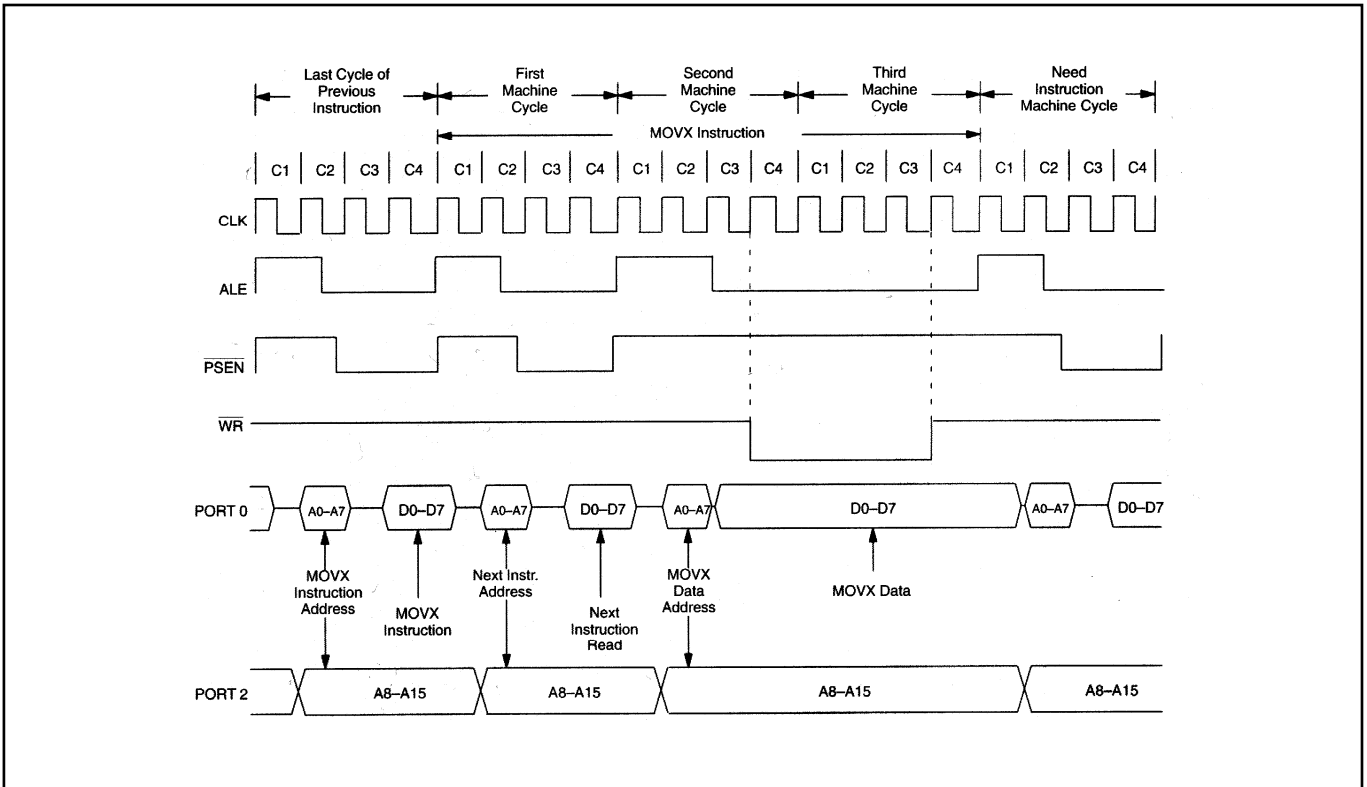 Last Cycle of
Previous
Instruction
First
Machine
Cycle
Second
Machine
Cycle
Third
Machine
Cycle
Need
Instruction
Machine Cycle
MOVX Instruction
C1 C2 C3 C4 C1 C2 C3 C4 C1 C2 C3 C4 C1 C2 C3 C4 C1 C2 C3 C4
CLK
ALE
PSEN
WR
PORT 0 A0–A7 D0–D7 A0–A7 D0–D7 A0–A7 D0–D7 A0–A7 D0–D7
MOVX
Instruction
Address
MOVX
Instruction
Next Instr.
Address
Next
Instruction
Read
MOVX
Data
Address
MOVX Data
PORT 2 A8–A15 A8–A15 A8–A15 A8–A15